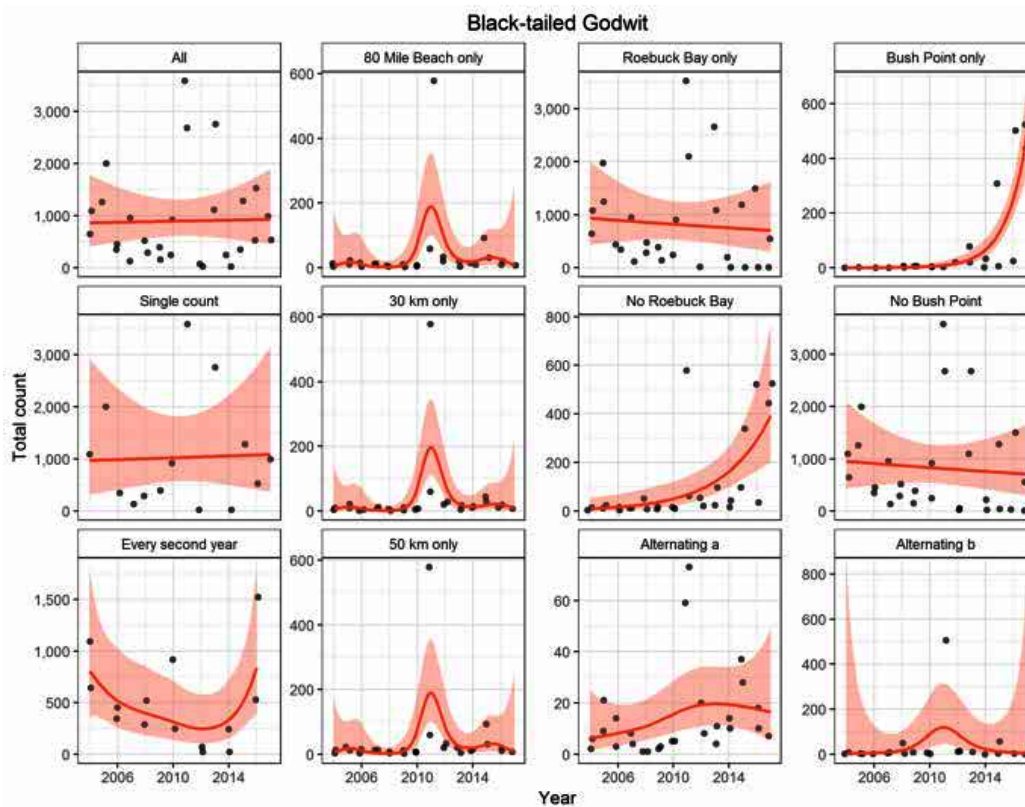 Black-tailed Godwit
All
80 Mile Beach only
Roebuck Bay only
Bush Point only
3,000
2,000
1,000
0
600
400
200
0
3,000
2,000
1,000
0
600
400
200
0
Single count
30 km only
No Roebuck Bay
No Bush Point
3,000
2,000
1,000
0
600
400
200
0
800
600
400
200
0
3,000
2,000
1,000
0
Every second year
50 km only
Alternating a
Alternating b
1,500
1,000
500
0
600
400
200
0
60
40
20
0
800
600
400
200
0
2006 2010 2014
2006 2010 2014
2006 2010 2014
2006 2010 2014
Total count
Year